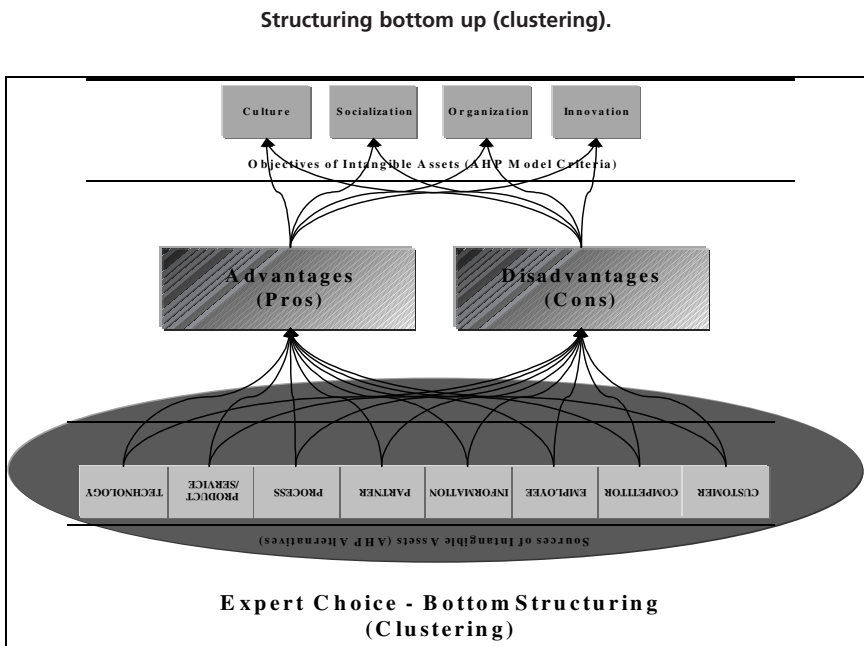 Structuring bottom up (clustering).
Culture
Socialization
Organization
Innovation
Objectives of Intangible Assets (AHP Model Criteria)
Advantages
(Pros)
Disadvantages
(Cons)
TECHNOLOGY
PRODUCT
/SERVICE
PROCESS
PARTNER
INFORMATION
EMPLOYEE
COMPETITOR
CUSTOMER
Sources of Intangible Assets (AHP Alternatives)
Expert Choice - Bottom Structuring
(Clustering)